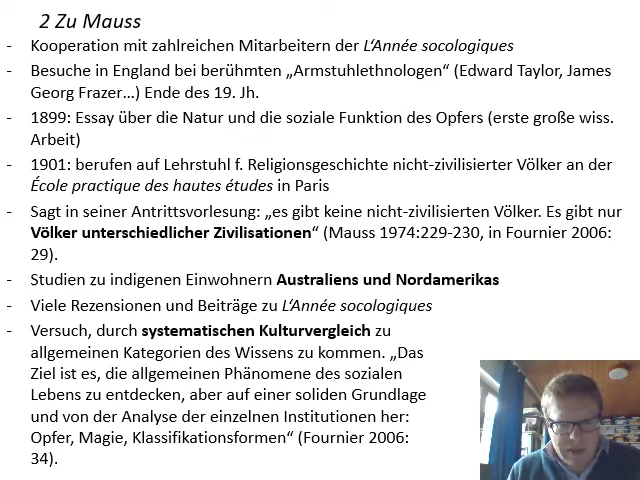 2 Zu Mauss
- Kooperation mit zahlreichen Mitarbeitern der L‘Année socologiques
- Besuche in England bei berühmten „Armstuhlethnologen“ (Edward Taylor, James
Georg Frazer…) Ende des 19. Jh.
- 1899: Essay über die Natur und die soziale Funktion des Opfers (erste große wiss.
Arbeit)
- 1901: berufen auf Lehrstuhl f. Religionsgeschichte nicht-zivilisierter Völker an der
École practique des hautes études in Paris
- Sagt in seiner Antrittsvorlesung: „es gibt keine nicht-zivilisierten Völker. Es gibt nur
Völker unterschiedlicher Zivilisationen“ (Mauss 1974:229-230, in Fournier 2006:
29).
- Studien zu indigenen Einwohnern Australiens und Nordamerikas
- Viele Rezensionen und Beiträge zu L‘Année socologiques
- Versuch, durch systematischen Kulturvergleich zu
allgemeinen Kategorien des Wissens zu kommen. „Das
Ziel ist es, die allgemeinen Phänomene des sozialen
Lebens zu entdecken, aber auf einer soliden Grundlage
und von der Analyse der einzelnen Institutionen her:
Opfer, Magie, Klassifikationsformen“ (Fournier 2006:
34).